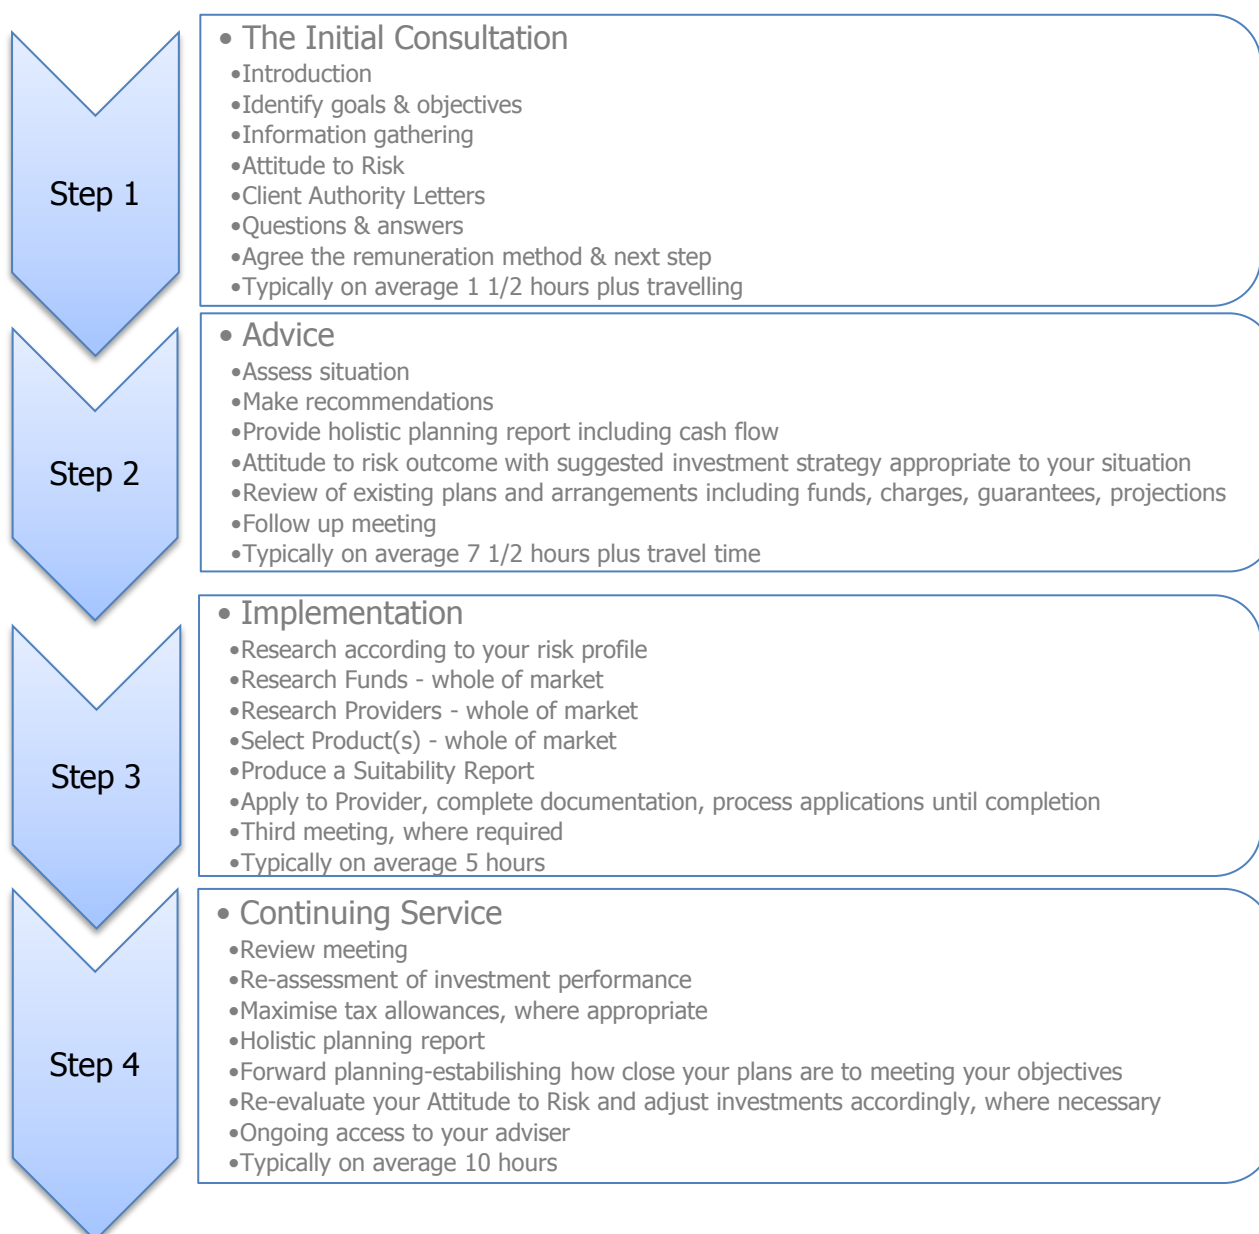 Step 1
• The Initial Consultation
•Introduction
•Identify goals & objectives
•Information gathering
•Attitude to Risk
•Client Authority Letters
•Questions & answers
•Agree the remuneration method & next step
•Typically on average 1 1/2 hours plus travelling
Step 2
• Advice
•Assess situation
•Make recommendations
•Provide holistic planning report including cash flow
•Attitude to risk outcome with suggested investment strategy appropriate to your situation
•Review of existing plans and arrangements including funds, charges, guarantees, projections
•Follow up meeting
•Typically on average 7 1/2 hours plus travel time
Step 3
• Implementation
•Research according to your risk profile
•Research Funds - whole of market
•Research Providers - whole of market
•Select Product(s) - whole of market
•Produce a Suitability Report
•Apply to Provider, complete documentation, process applications until completion
•Third meeting, where required
•Typically on average 5 hours
Step 4
• Continuing Service
•Review meeting
•Re-assessment of investment performance
•Maximise tax allowances, where appropriate
•Holistic planning report
•Forward planning-estabilishing how close your plans are to meeting your objectives
•Re-evaluate your Attitude to Risk and adjust investments accordingly, where necessary
•Ongoing access to your adviser
•Typically on average 10 hours